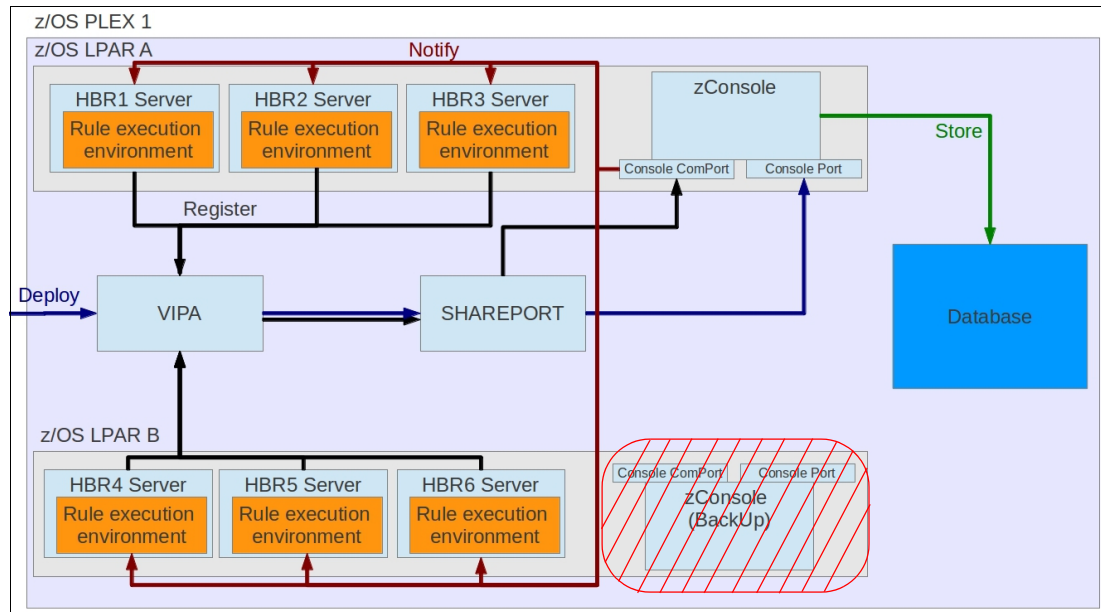 z/OS PLEX 1
z/OS LPAR A
Notify
HBR1 Server
Rule execution
environment
HBR2 Server
Rule execution
environment
HBR3 Server
Rule execution
environment
zConsole
Console ComPort
Console Port
Store
Register
Deploy
VIPA
SHAREPORT
Database
z/OS LPAR B
HBR4 Server
Rule execution
environment
HBR5 Server
Rule execution
environment
HBR6 Server
Rule execution
environment
Console ComPort
Console Port
zConsole
(BackUp)